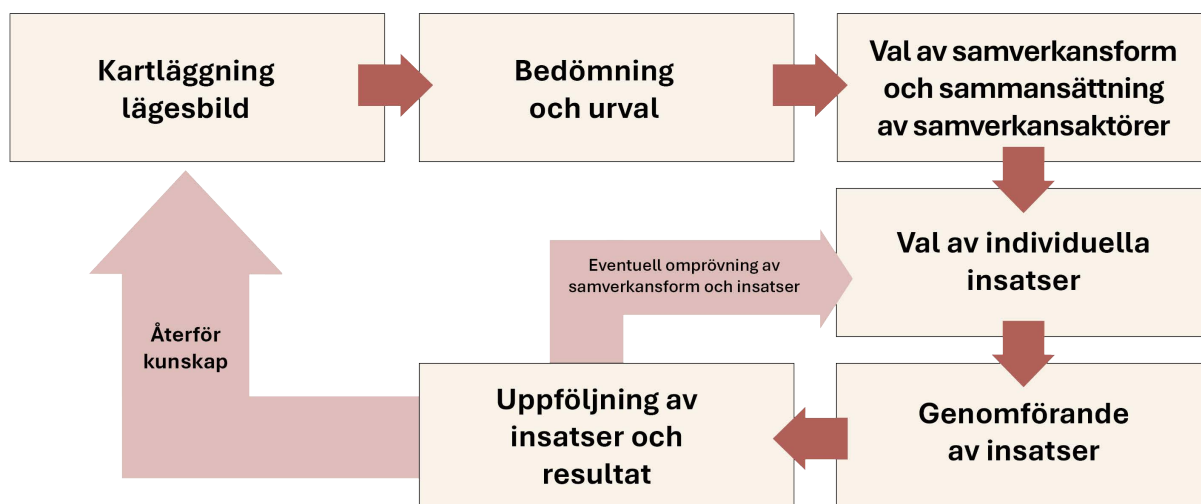 Kartläggning
lägesbild
Bedömning
och urval
Val av samverkansform
och sammansättning
av samverkansaktörer
Val av individuella
insatser
Eventuell omprövning av
samverkansform och insatser
Återför
kunskap
Uppföljning av
insatser och
resultat
Genomförande
av insatser